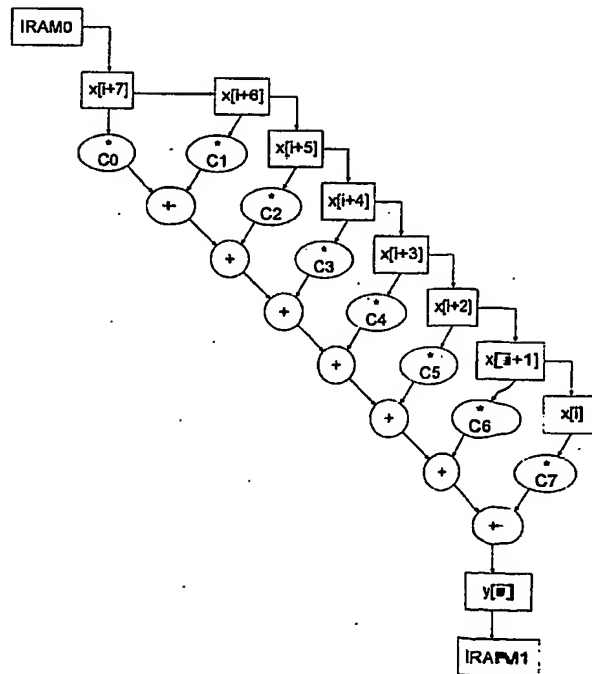 IRAM0
x[i+7]
x[i+6]
* C0
* C1
x[i+5]
+
* C2
x[i+4]
+
* C3
x[i+3]
+
* C4
x[i+2]
+
* C5
x[i+1]
+
* C6
x[i]
+
* C7
+
IRAM1